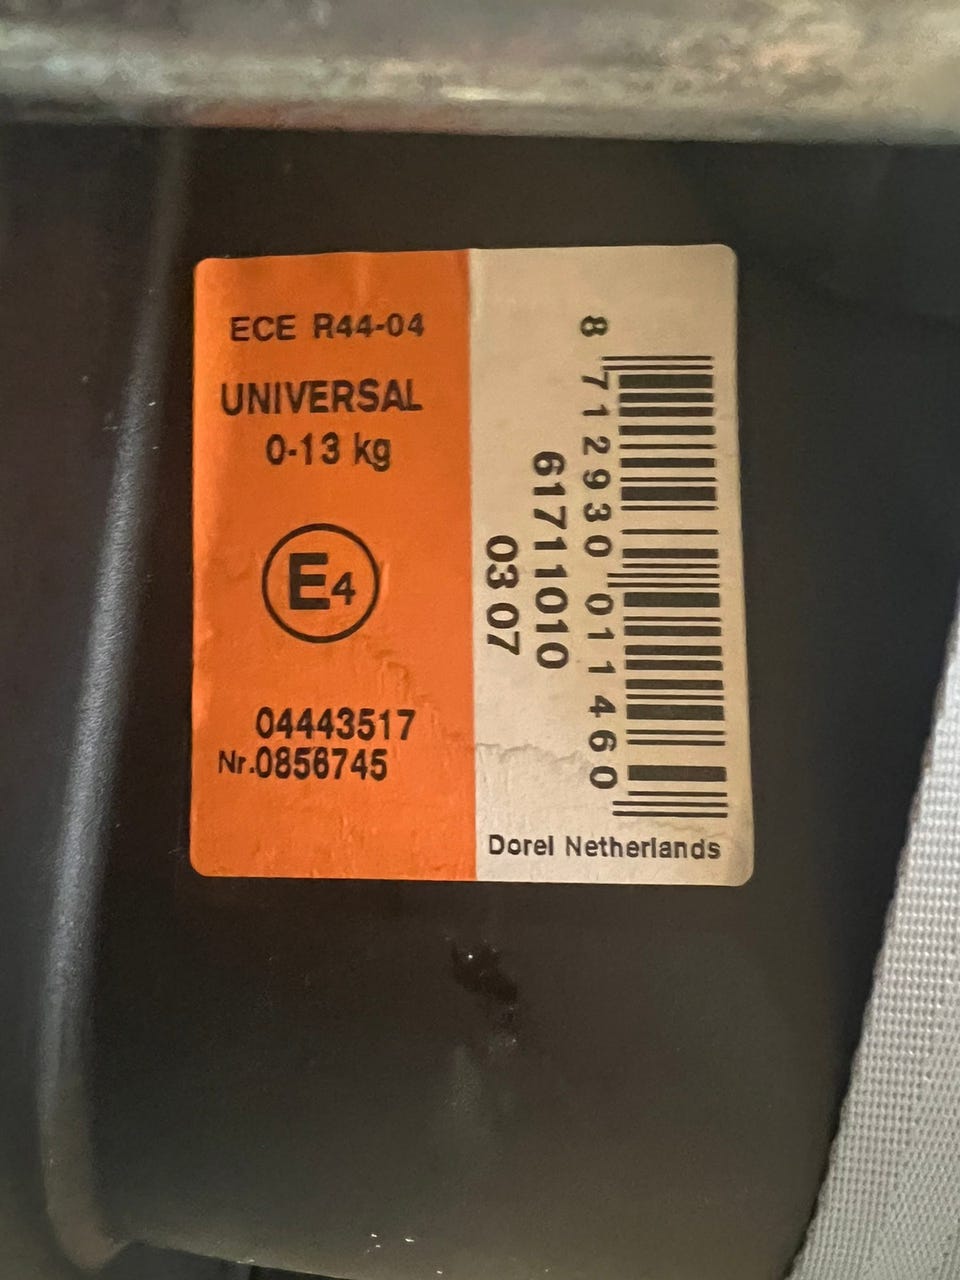 ECE R44-04
UNIVERSAL
0-13 kg
E4
04443517
Nr.0856745
8 712930 011460
61711010
03 07
Dorel Netherlands